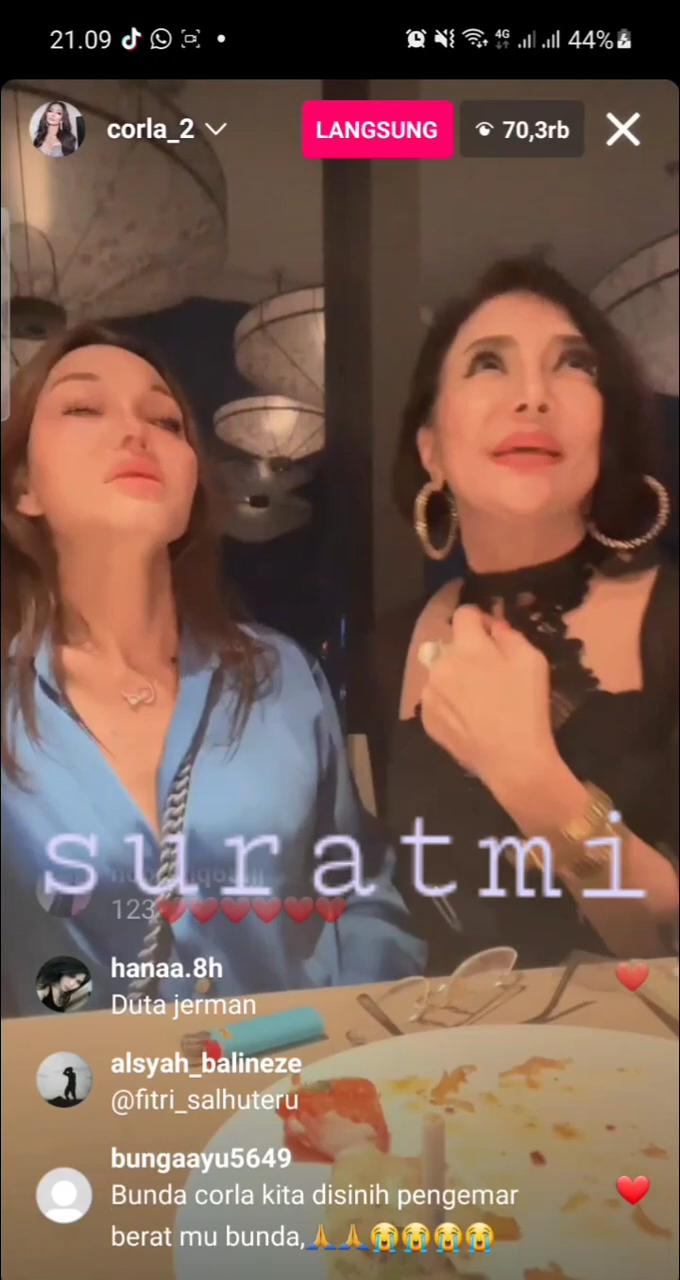 21.09 4G 44%
corla_2 LANGSUNG 70,3rb
suratmi
123❤️❤️❤️❤️❤️❤️
hanaa.8h
Duta jerman
alsyah_balineze
@fitri_salhuteru
bungaayu5649
Bunda corla kita disinih pengemar
berat mu bunda,🙏🙏😭😭😭😭